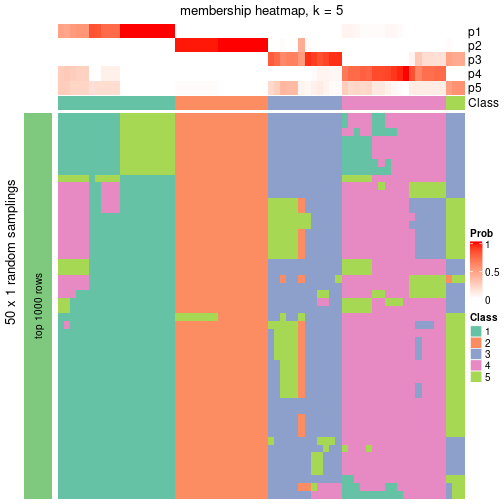 membership heatmap, k = 5
p1
p2
p3
p4
p5
Class
50 x 1 random samplings
top 1000 rows
Prob
1
0.5
0
Class
1
2
3
4
5